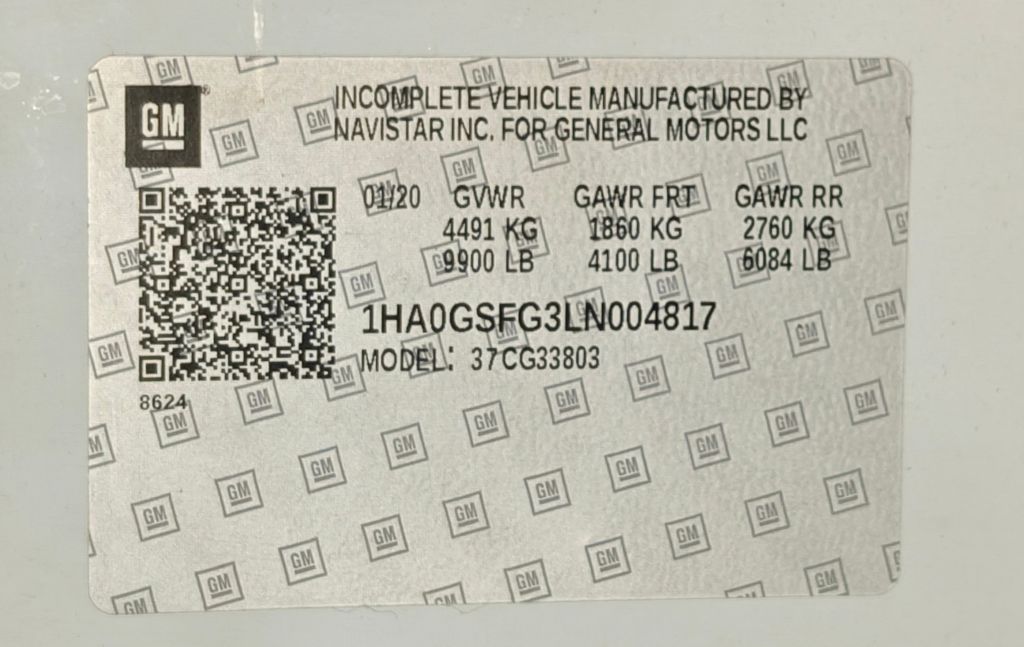 GM
INCOMPLETE VEHICLE MANUFACTURED BY
NAVISTAR INC. FOR GENERAL MOTORS LLC
01/20 GVWR GAWR FRT GAWR RR
4491 KG 1860 KG 2760 KG
9900 LB 4100 LB 6084 LB
1HA0GSFG3LN004817
MODEL: 37CG33803
8624